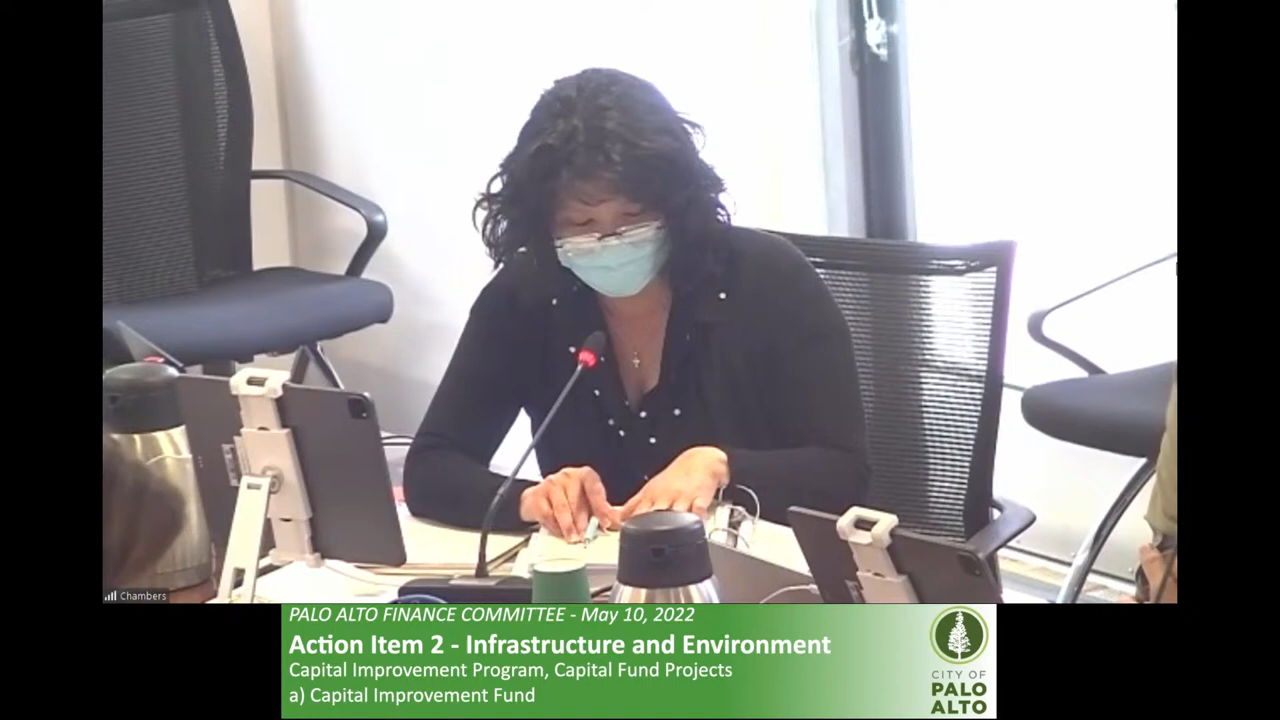 Chambers
PALO ALTO FINANCE COMMITTEE - May 10, 2022
Action Item 2 - Infrastructure and Environment
Capital Improvement Program, Capital Fund Projects
a) Capital Improvement Fund
CITY OF
PALO
ALTO